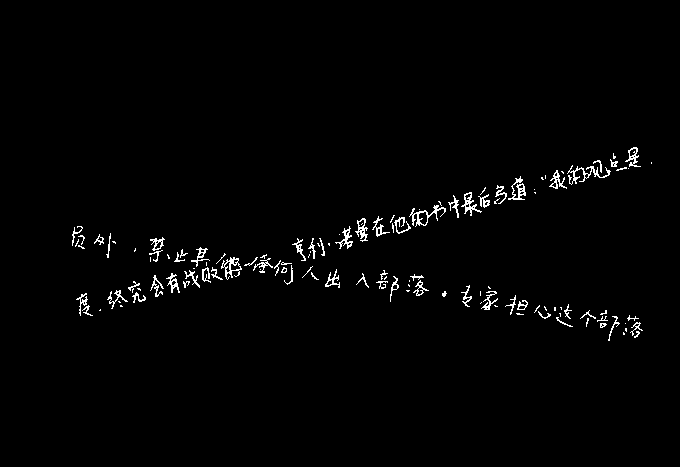 度，终究会有战败的一 亨利·诺曼在他的书中最后写道：“我的观点是，
员外，禁止其 任何人出入部落。专家担心这个部落